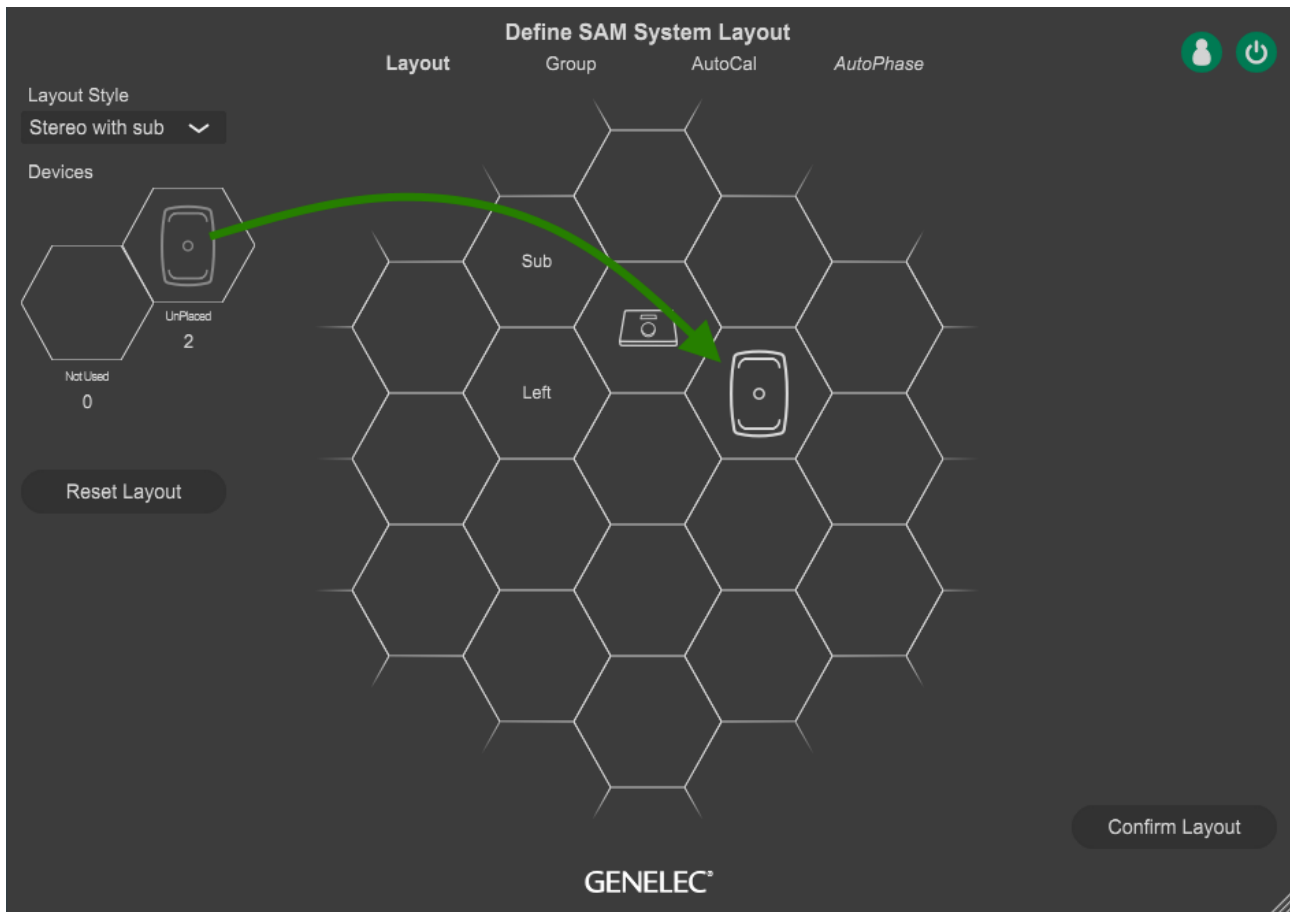 Define SAM System Layout
Layout Group AutoCal AutoPhase
Layout Style
Stereo with sub
Devices
UnPlaced
2
Not Used
0
Sub
Left
Reset Layout
Confirm Layout
GENELEC®